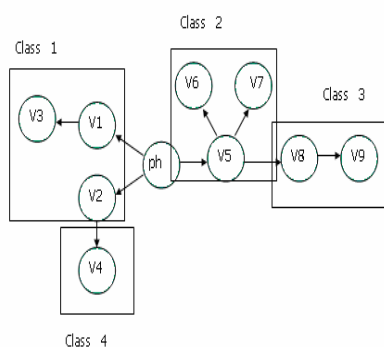 Class 1
Class 2
Class 3
V6
V7
V3
V1
ph
V5
V8
V9
V2
V4
Class 4